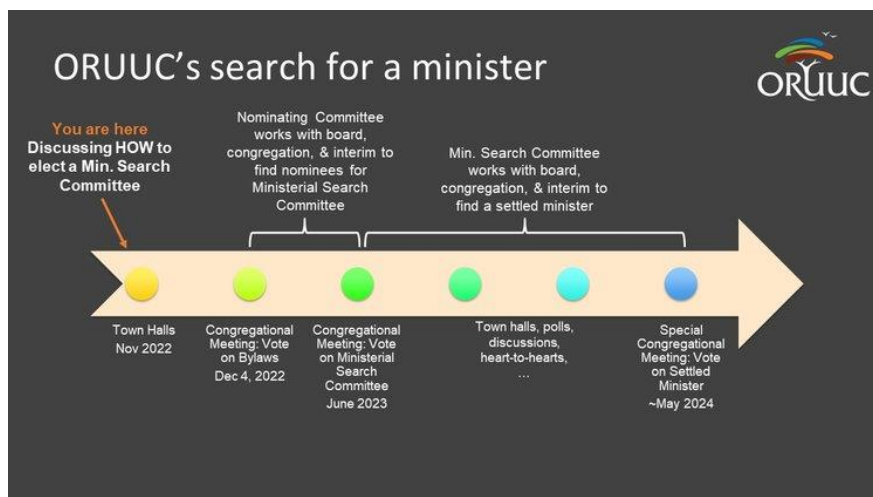 ORUUC's search for a minister
ORUUC
You are here
Discussing HOW to
elect a Min. Search
Committee
Nominating Committee
works with board,
congregation, & interim to
find nominees for
Ministerial Search
Committee
Min. Search Committee
works with board,
congregation, & interim to
find a settled minister
Town Halls
Nov 2022
Congregational
Meeting: Vote
on Bylaws
Dec 4, 2022
Congregational
Meeting: Vote
on Ministerial
Search
Committee
June 2023
Town halls, polls,
discussions,
heart-to-hearts,
...
Special
Congregational
Meeting: Vote
on Settled
Minister
~May 2024